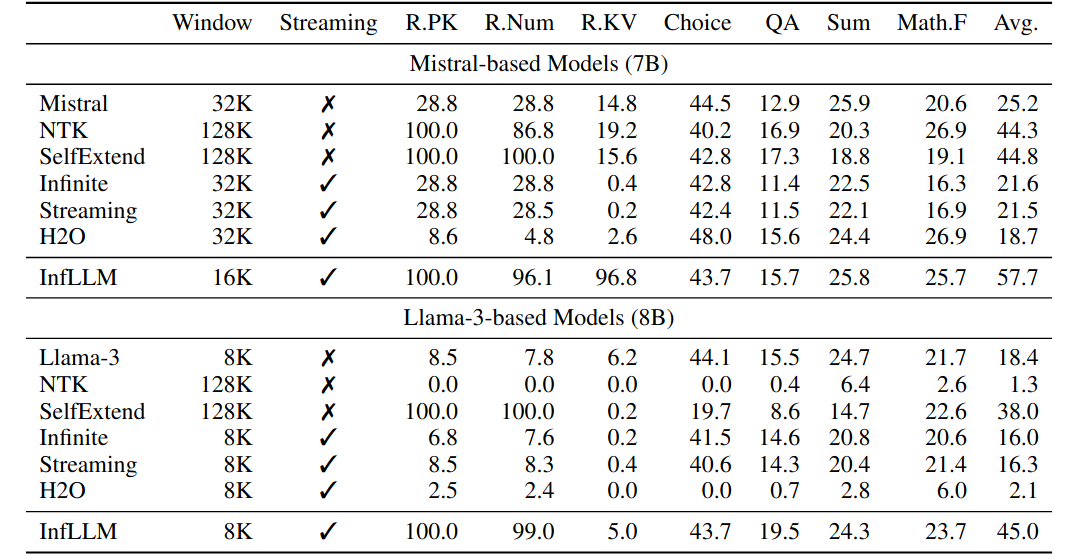 Window Streaming R.PK R.Num R.KV Choice QA Sum Math.F Avg.
Mistral-based Models (7B)
Mistral 32K ✗ 28.8 28.8 14.8 44.5 12.9 25.9 20.6 25.2
NTK 128K ✗ 100.0 86.8 19.2 40.2 16.9 20.3 26.9 44.3
SelfExtend 128K ✗ 100.0 100.0 15.6 42.8 17.3 18.8 19.1 44.8
Infinite 32K ✓ 28.8 28.8 0.4 42.8 11.4 22.5 16.3 21.6
Streaming 32K ✓ 28.8 28.5 0.2 42.4 11.5 22.1 16.9 21.5
H2O 32K ✓ 8.6 4.8 2.6 48.0 15.6 24.4 26.9 18.7
InfLLM 16K ✓ 100.0 96.1 96.8 43.7 15.7 25.8 25.7 57.7
Llama-3-based Models (8B)
Llama-3 8K ✗ 8.5 7.8 6.2 44.1 15.5 24.7 21.7 18.4
NTK 128K ✗ 0.0 0.0 0.0 0.0 0.4 6.4 2.6 1.3
SelfExtend 128K ✗ 100.0 100.0 0.2 19.7 8.6 14.7 22.6 38.0
Infinite 8K ✓ 6.8 7.6 0.2 41.5 14.6 20.8 20.6 16.0
Streaming 8K ✓ 8.5 8.3 0.4 40.6 14.3 20.4 21.4 16.3
H2O 8K ✓ 2.5 2.4 0.0 0.0 0.7 2.8 6.0 2.1
InfLLM 8K ✓ 100.0 99.0 5.0 43.7 19.5 24.3 23.7 45.0